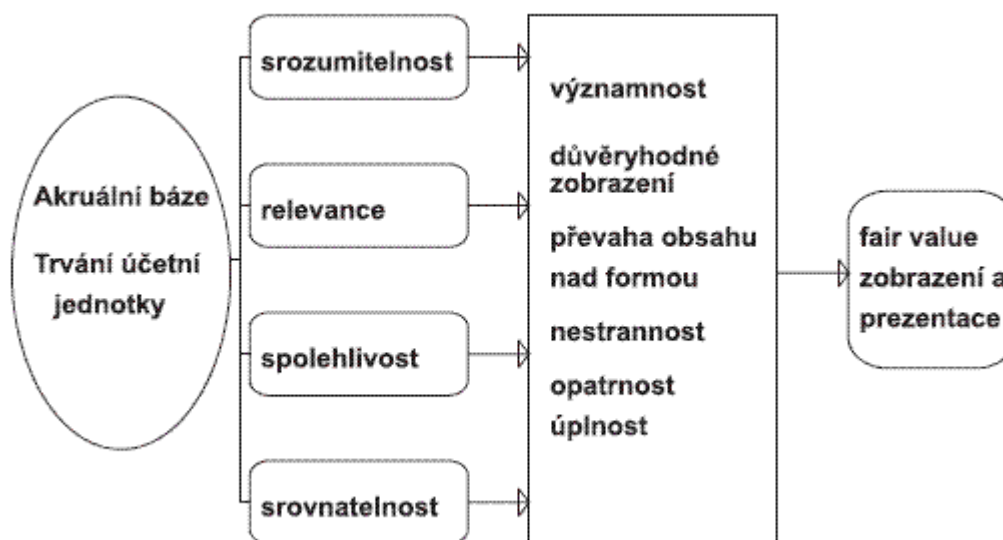 Akruální báze
Trvání účetní
jednotky
srozumitelnost
relevance
spolehlivost
srovnatelnost
významnost
důvěryhodné
zobrazení
převaha obsahu
nad formou
nestrannost
opatrnost
úplnost
fair value
zobrazení a
prezentace